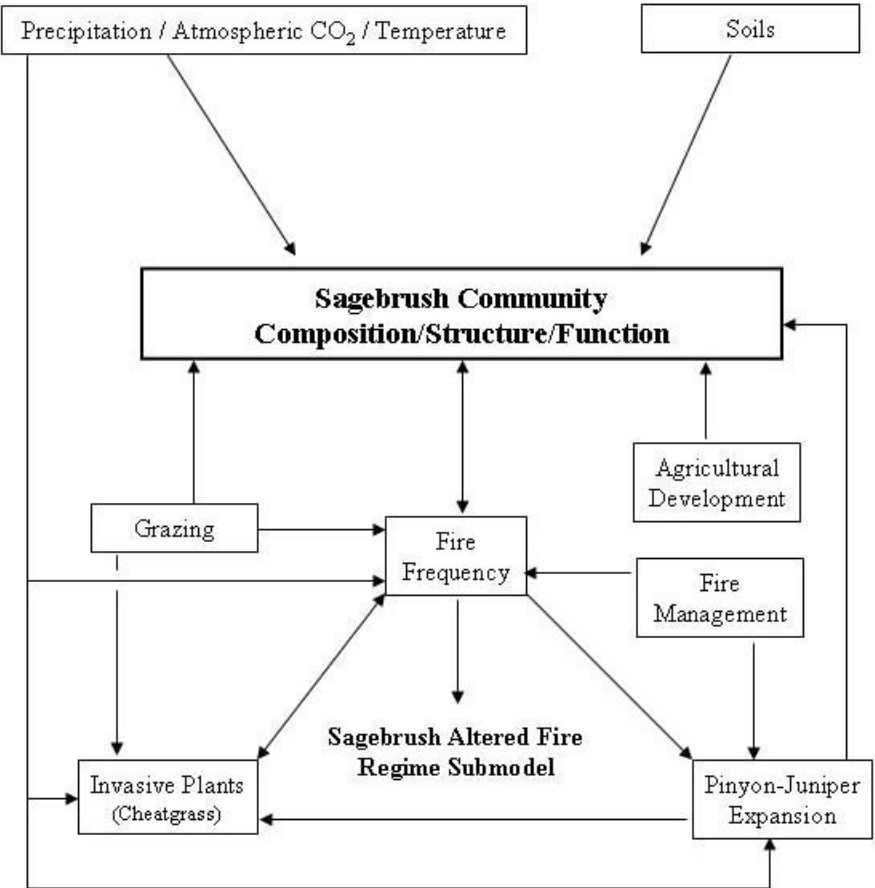 Precipitation / Atmospheric CO₂ / Temperature
Soils
Sagebrush Community
Composition/Structure/Function
Agricultural
Development
Grazing
Fire
Frequency
Fire
Management
Sagebrush Altered Fire
Regime Submodel
Invasive Plants
(Cheatgrass)
Pinyon-Juniper
Expansion